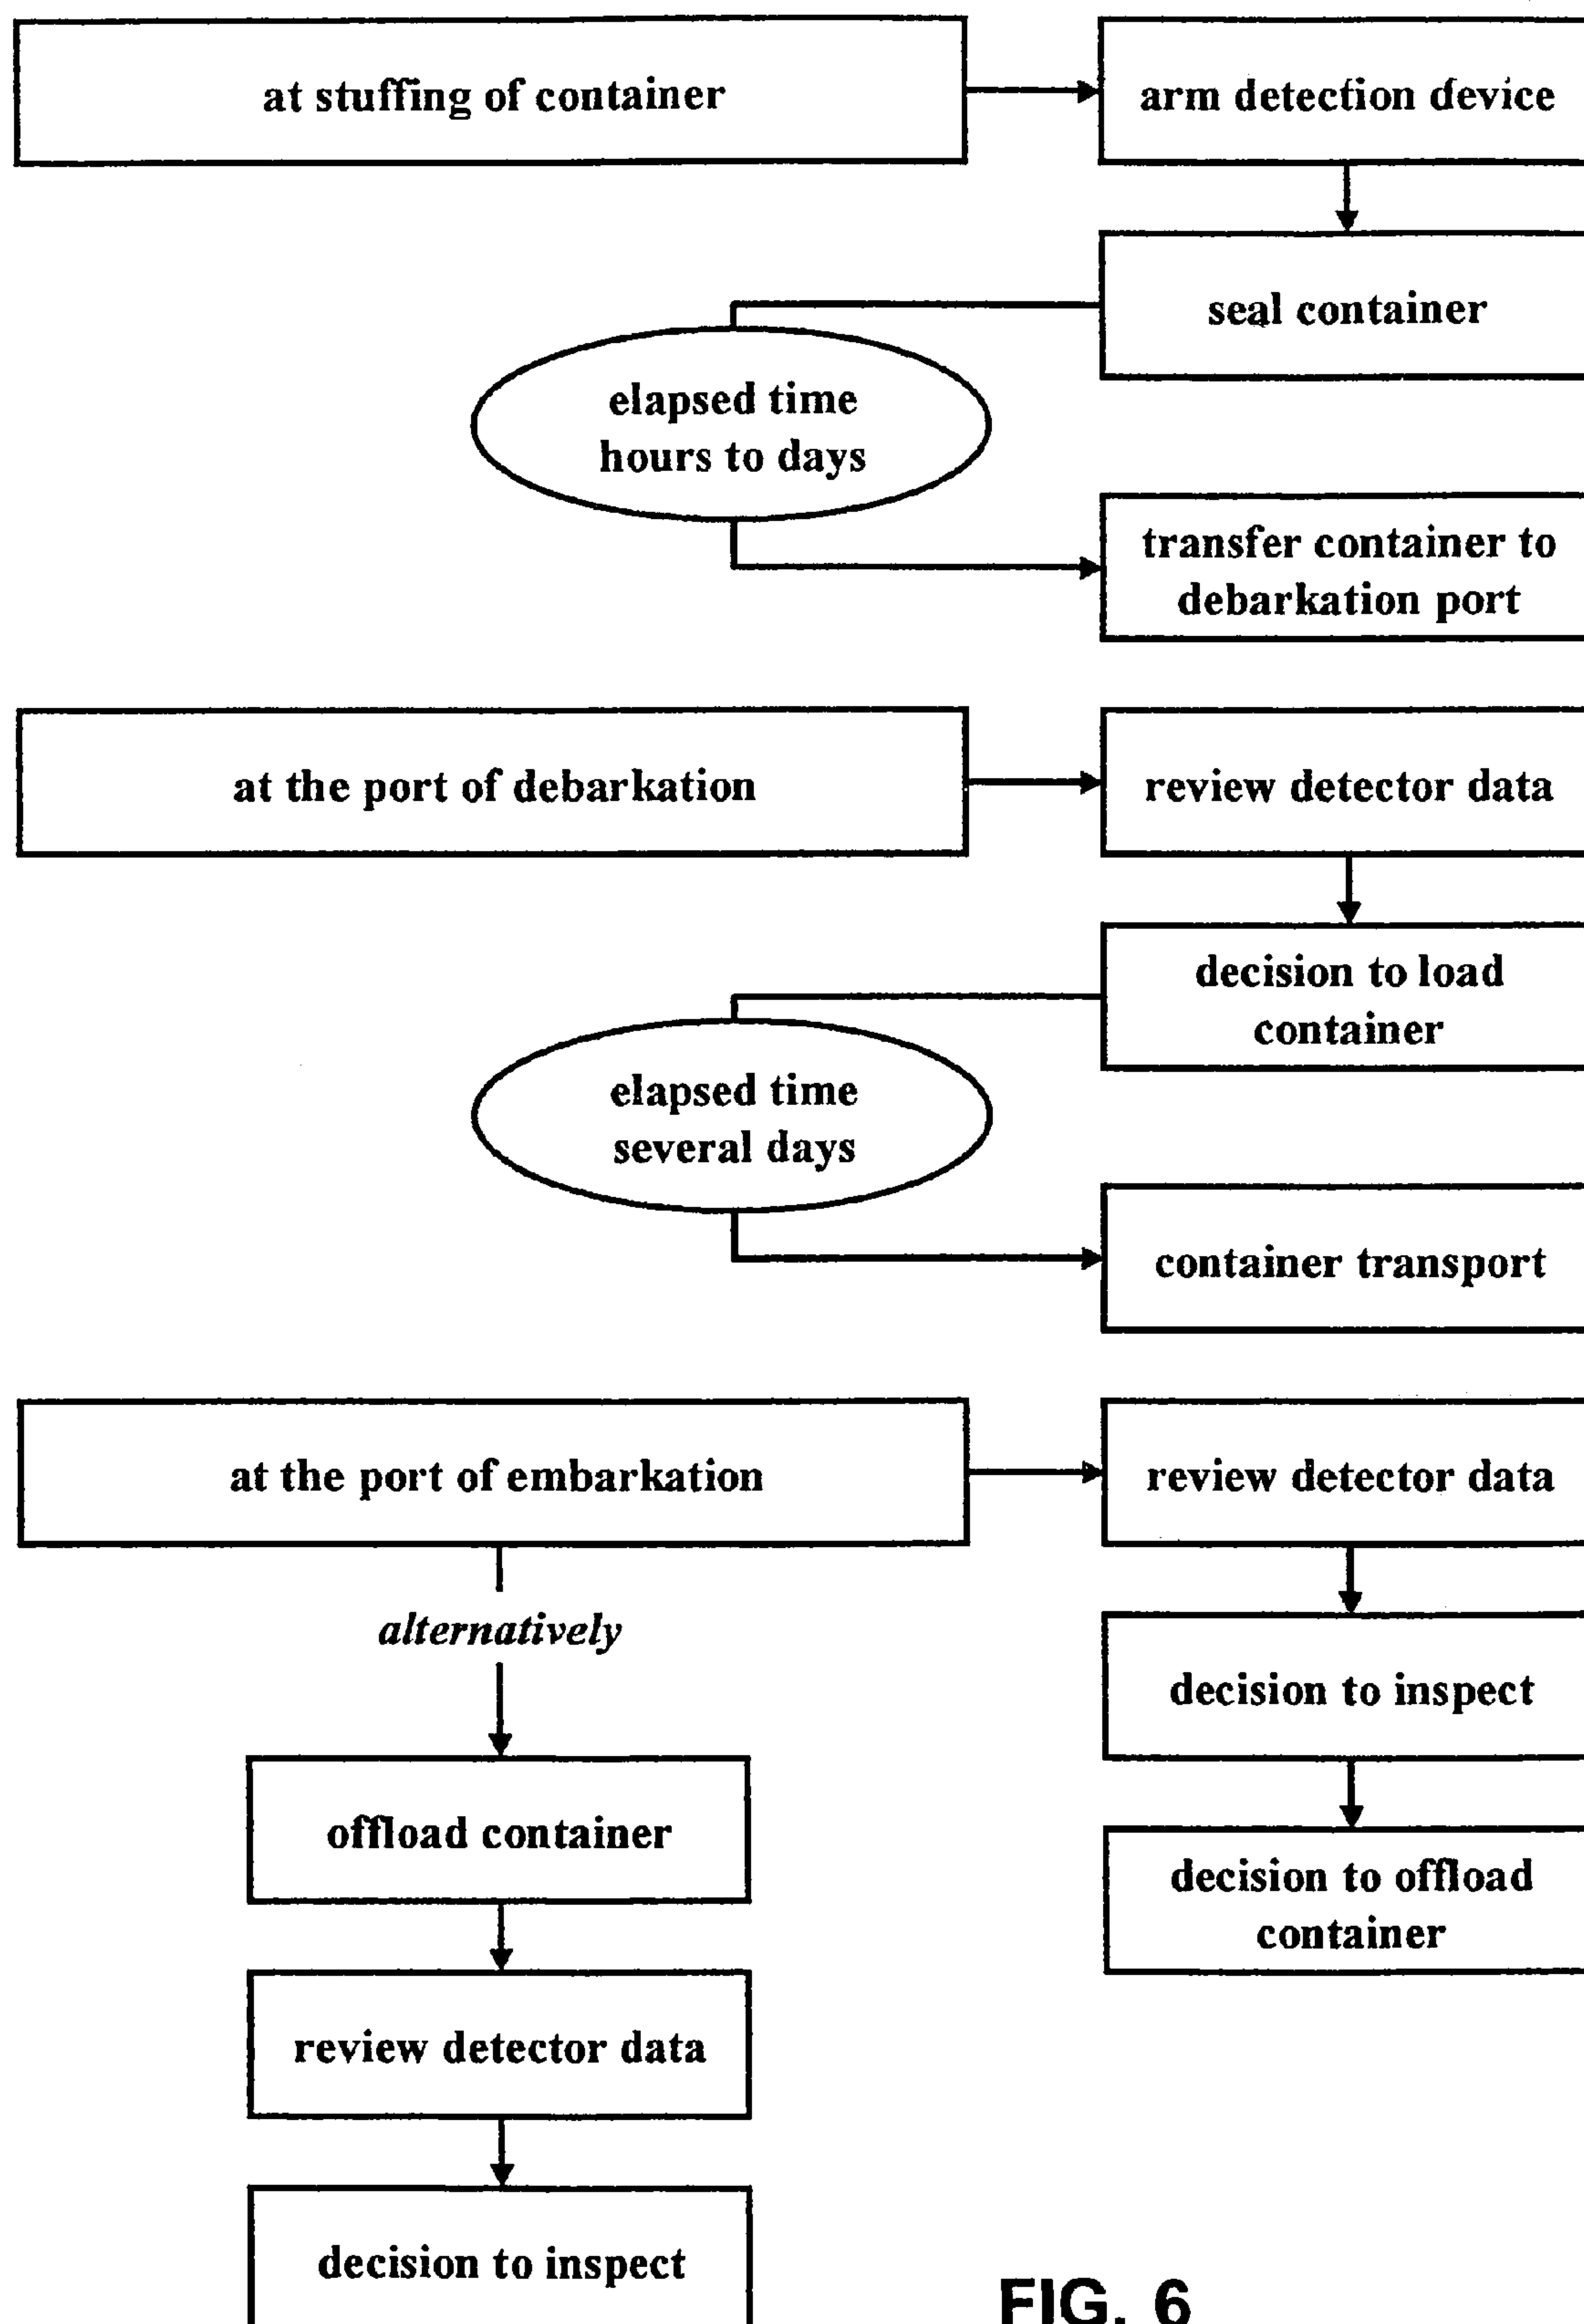 at stuffing of container
arm detection device
seal container
elapsed time
hours to days
transfer container to
debarkation port
at the port of debarkation
review detector data
decision to load
container
elapsed time
several days
container transport
at the port of embarkation
review detector data
alternatively
decision to inspect
offload container
decision to offload
container
review detector data
decision to inspect
FIG. 6